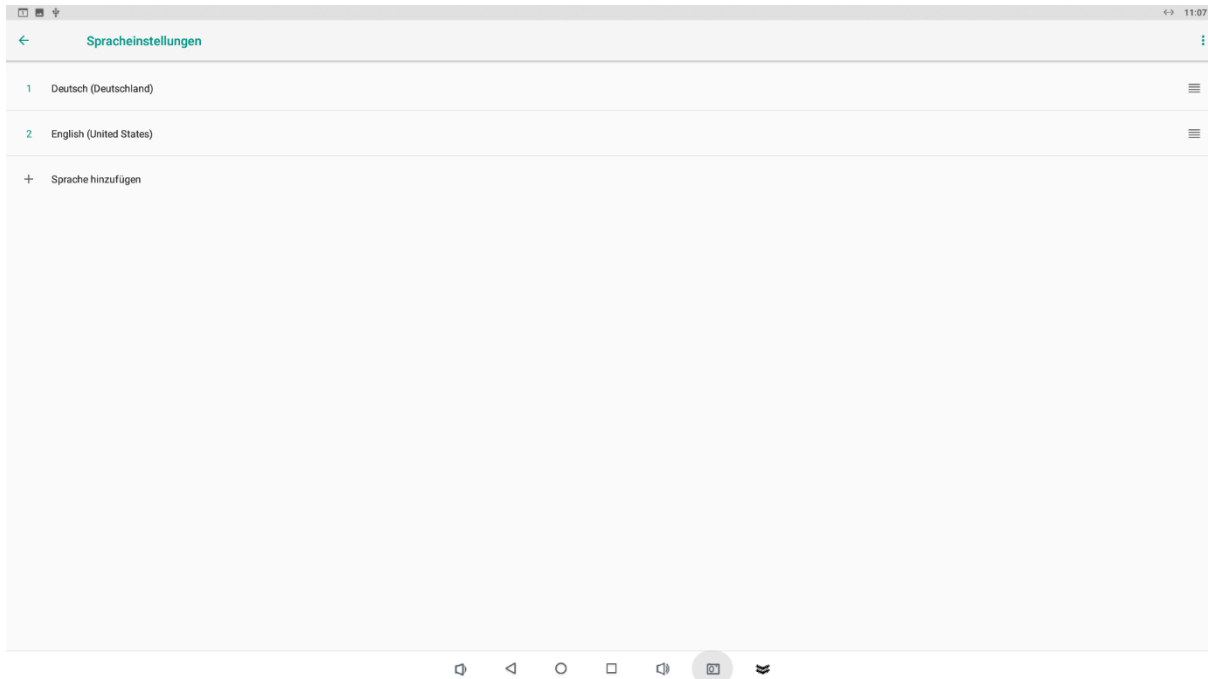 11:07
Spracheinstellungen
1 Deutsch (Deutschland)
2 English (United States)
+ Sprache hinzufügen